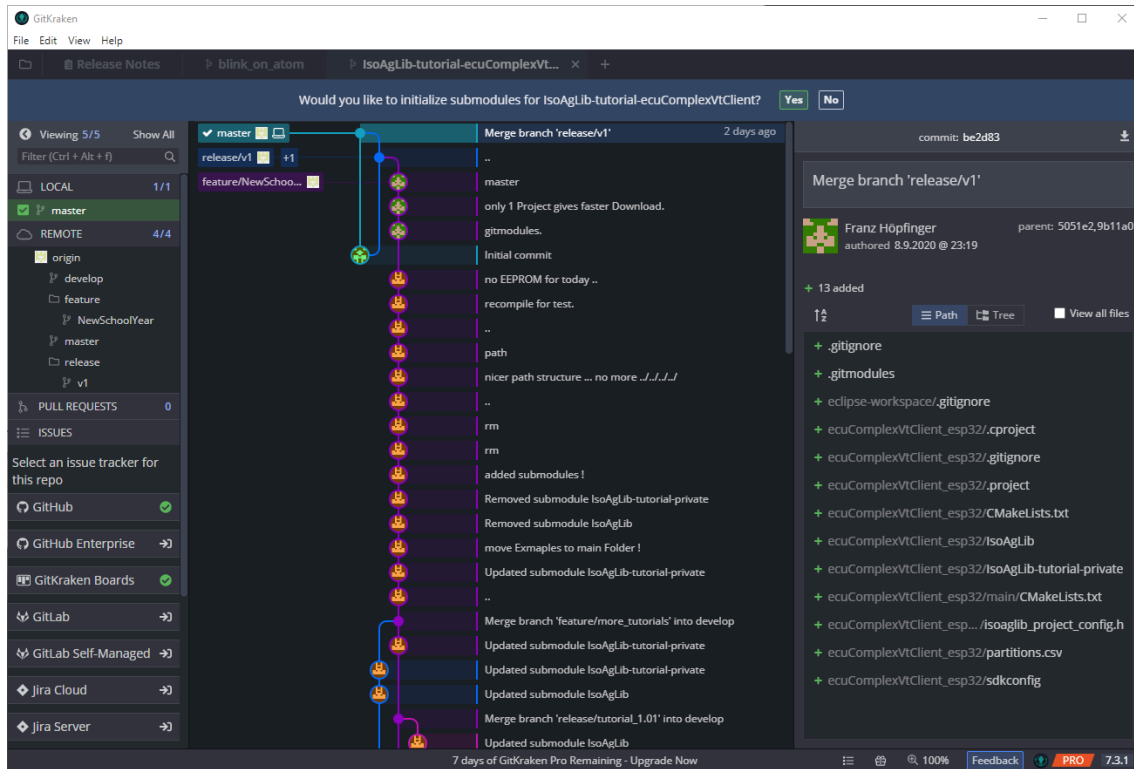 GitKraken
File Edit View Help
Release Notes
blink_on_atom
IsoAgLib-tutorial-ecuComplexVt...
Would you like to initialize submodules for IsoAgLib-tutorial-ecuComplexVtClient? Yes No
Viewing 5/5 Show All
Filter (Ctrl + Alt + f)
LOCAL 1/1
master
REMOTE 4/4
origin
develop
feature
NewSchoolYear
master
release
v1
PULL REQUESTS 0
ISSUES
Select an issue tracker for
this repo
GitHub
GitHub Enterprise
GitKraken Boards
GitLab
GitLab Self-Managed
Jira Cloud
Jira Server
master Merge branch 'release/v1' 2 days ago
release/v1 +1 ..
feature/NewSchoo... master
only 1 Project gives faster Download.
gitmodules.
Initial commit
no EEPROM for today ..
recompile for test.
..
path
nicer path structure ... no more ../../../../
..
rm
rm
added submodules !
Removed submodule IsoAgLib-tutorial-private
Removed submodule IsoAgLib
move Exmaples to main Folder !
Updated submodule IsoAgLib-tutorial-private
..
Merge branch 'feature/more_tutorials' into develop
Updated submodule IsoAgLib-tutorial-private
Updated submodule IsoAgLib-tutorial-private
Updated submodule IsoAgLib
Merge branch 'release/tutorial_1.01' into develop
Updated submodule IsoAgLib
commit: be2d83
Merge branch 'release/v1'
Franz Höpfinger parent: 5051e2,9b11a0
authored 8.9.2020 @ 23:19
+ 13 added
Path Tree View all files
+ .gitignore
+ .gitmodules
+ eclipse-workspace/.gitignore
+ ecuComplexVtClient_esp32/.cproject
+ ecuComplexVtClient_esp32/.gitignore
+ ecuComplexVtClient_esp32/.project
+ ecuComplexVtClient_esp32/CMakeLists.txt
+ ecuComplexVtClient_esp32/IsoAgLib
+ ecuComplexVtClient_esp32/IsoAgLib-tutorial-private
+ ecuComplexVtClient_esp32/main/CMakeLists.txt
+ ecuComplexVtClient_esp... /isoaglib_project_config.h
+ ecuComplexVtClient_esp32/partitions.csv
+ ecuComplexVtClient_esp32/sdkconfig
7 days of GitKraken Pro Remaining - Upgrade Now
100% Feedback PRO 7.3.1